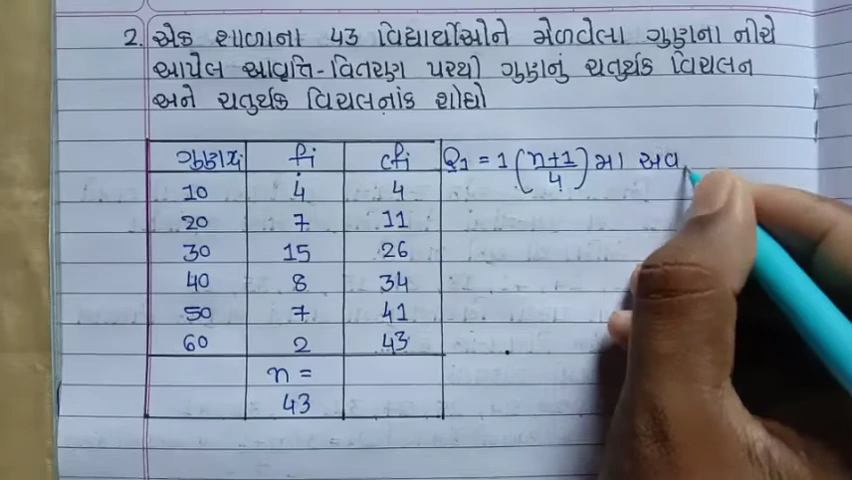 2. એક શાળાના 43 વિદ્યાર્થીઓને મેળવેલા ગુણના નીચે
આપેલ આવૃત્તિ-વિતરણ પરથી ગુણનું ચતુર્થક વિચલન
અને ચતુર્થક વિચલનાંક શોધો
ગુણ xi fi cfi Q1 = 1 (n+1/4) મા અવ
10 4 4
20 7 11
30 15 26
40 8 34
50 7 41
60 2 43
n =
43